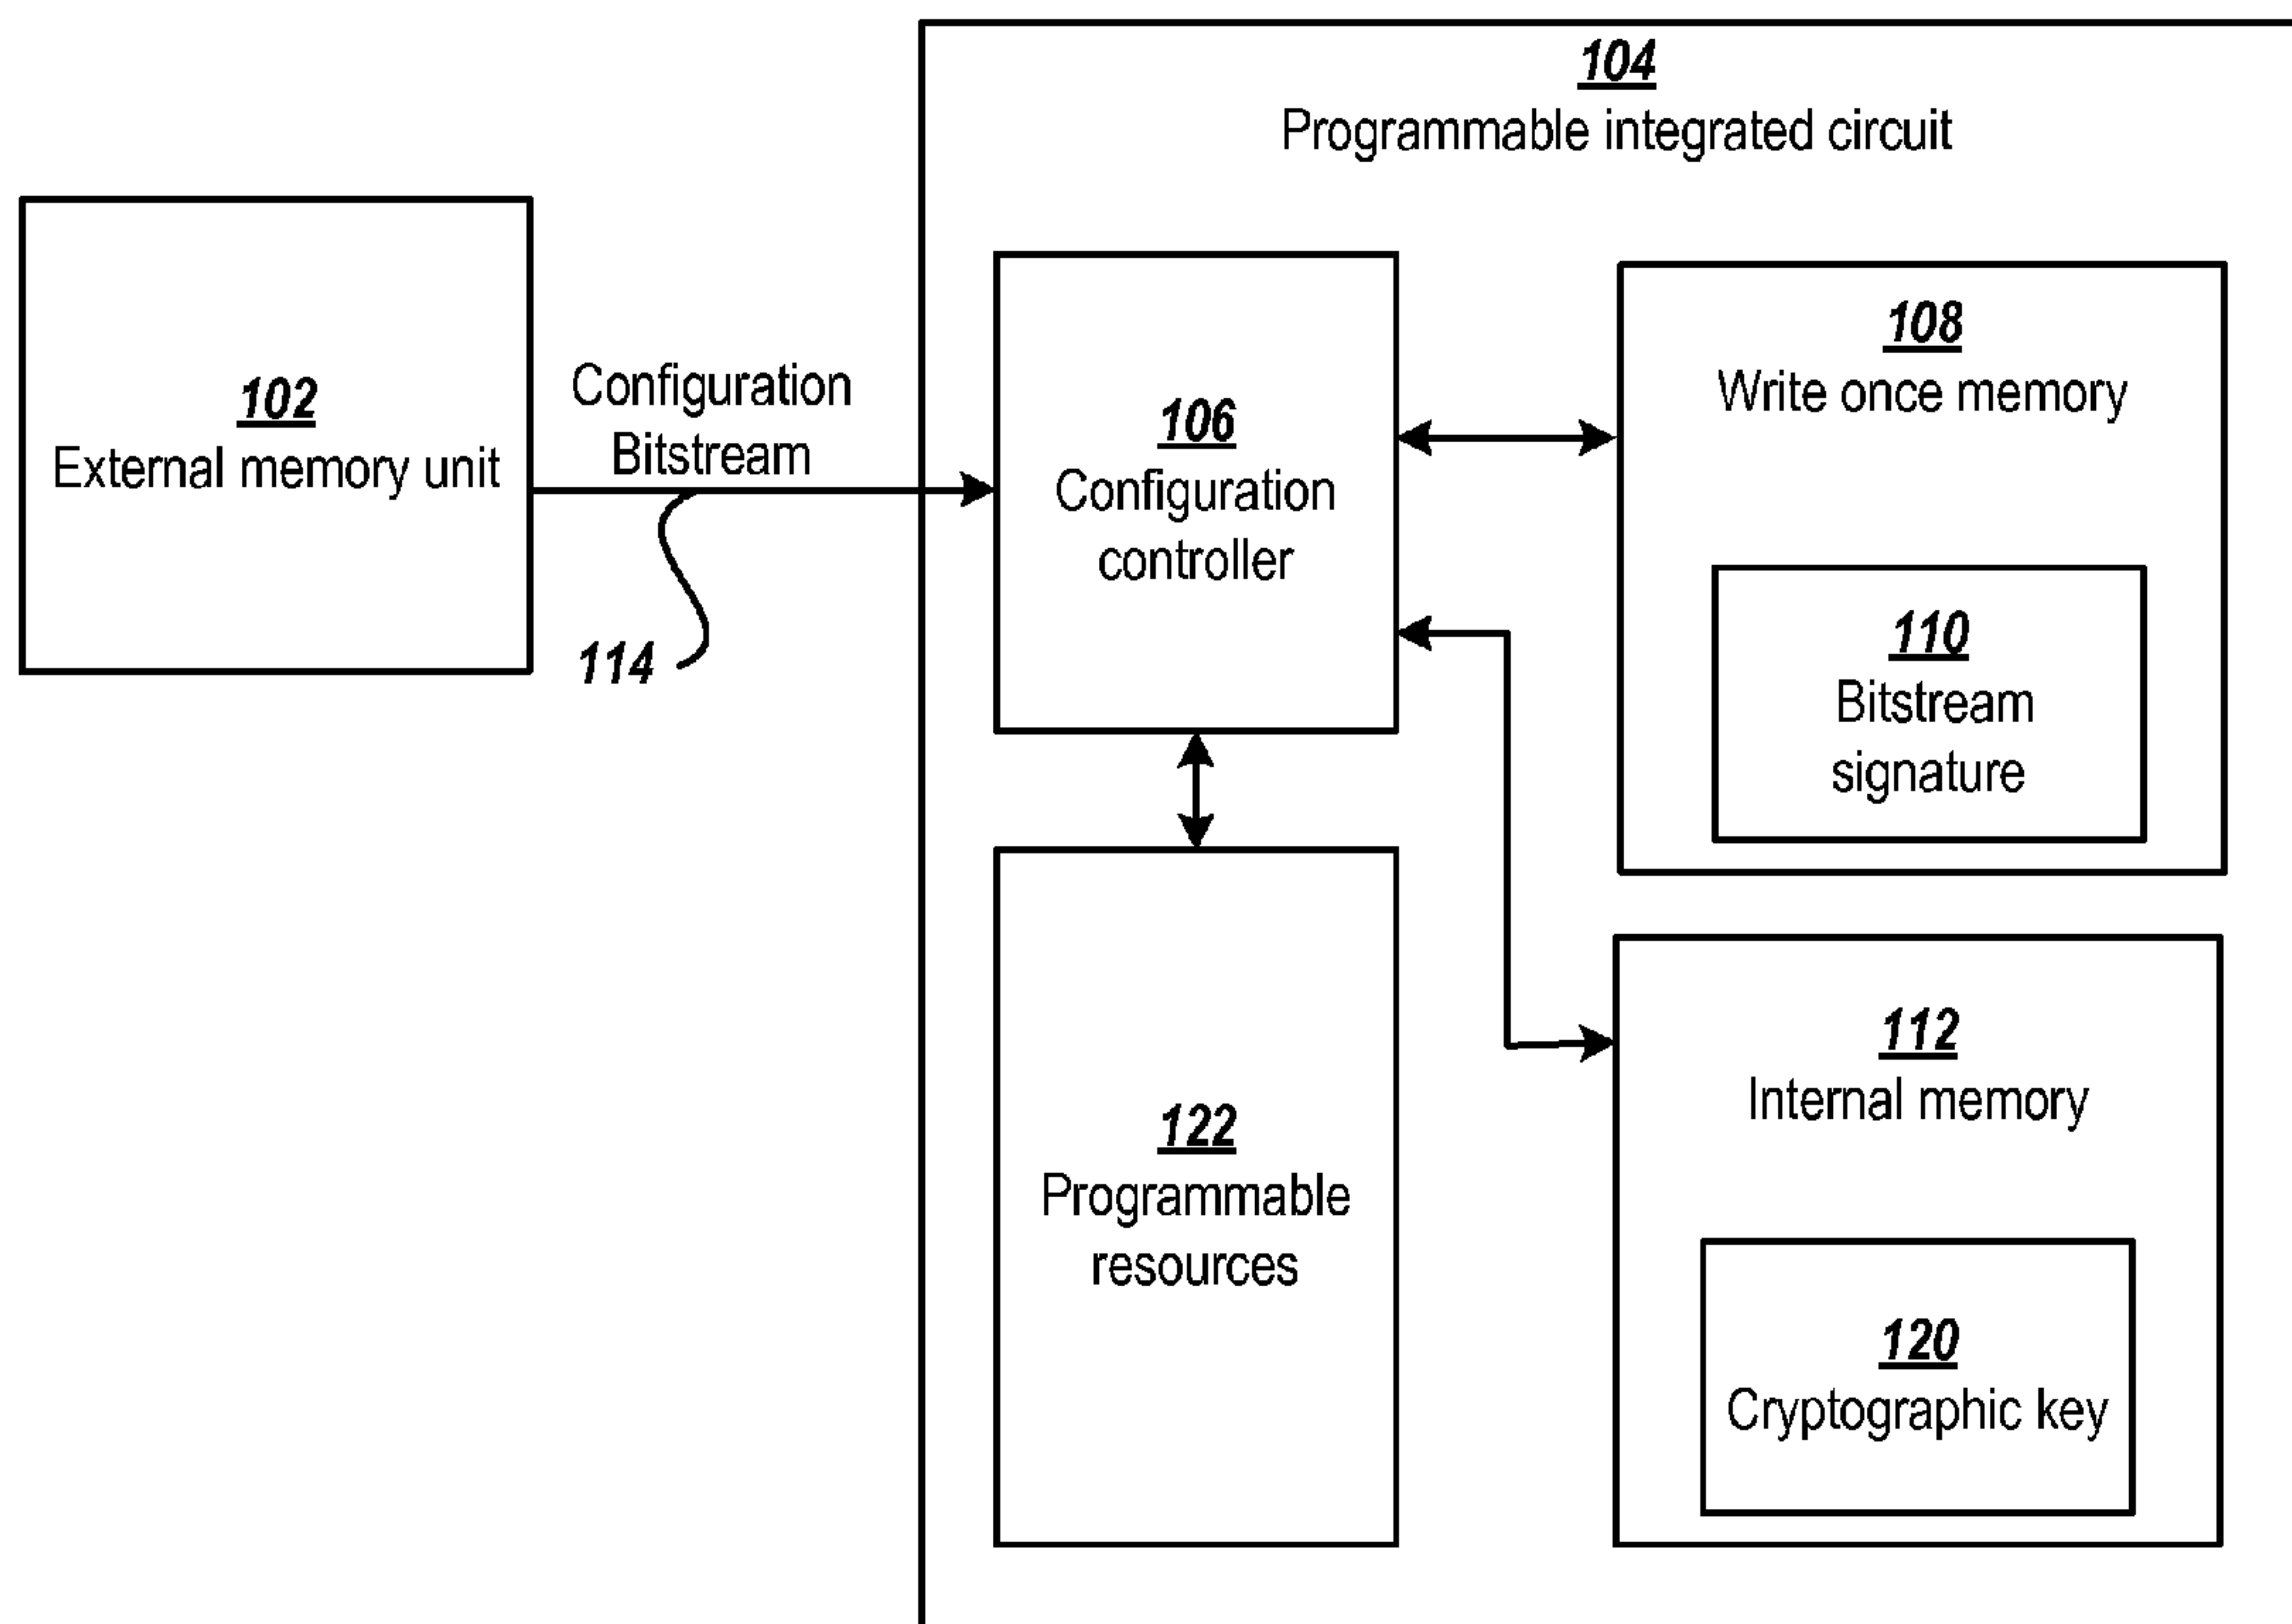 104
Programmable integrated circuit
102
External memory unit
Configuration
Bitstream
114
106
Configuration
controller
108
Write once memory
110
Bitstream
signature
122
Programmable
resources
112
Internal memory
120
Cryptographic key